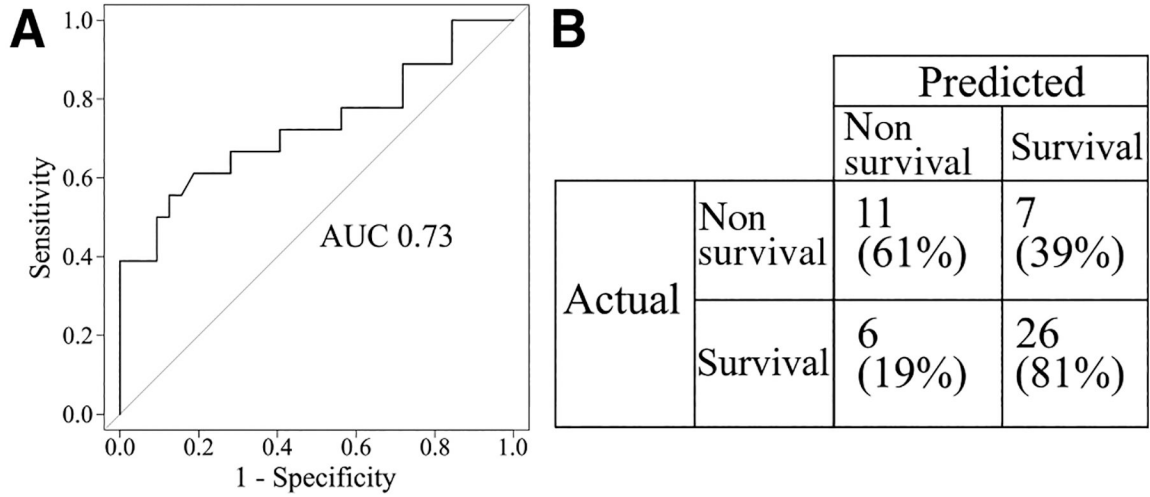 A
1.0
0.8
0.6
0.4
0.2
0.0
Sensitivity
AUC 0.73
0.0 0.2 0.4 0.6 0.8 1.0
1 - Specificity
B
Predicted
Non
survival
Survival
Actual
Non
survival
11
(61%)
7
(39%)
Survival
6
(19%)
26
(81%)